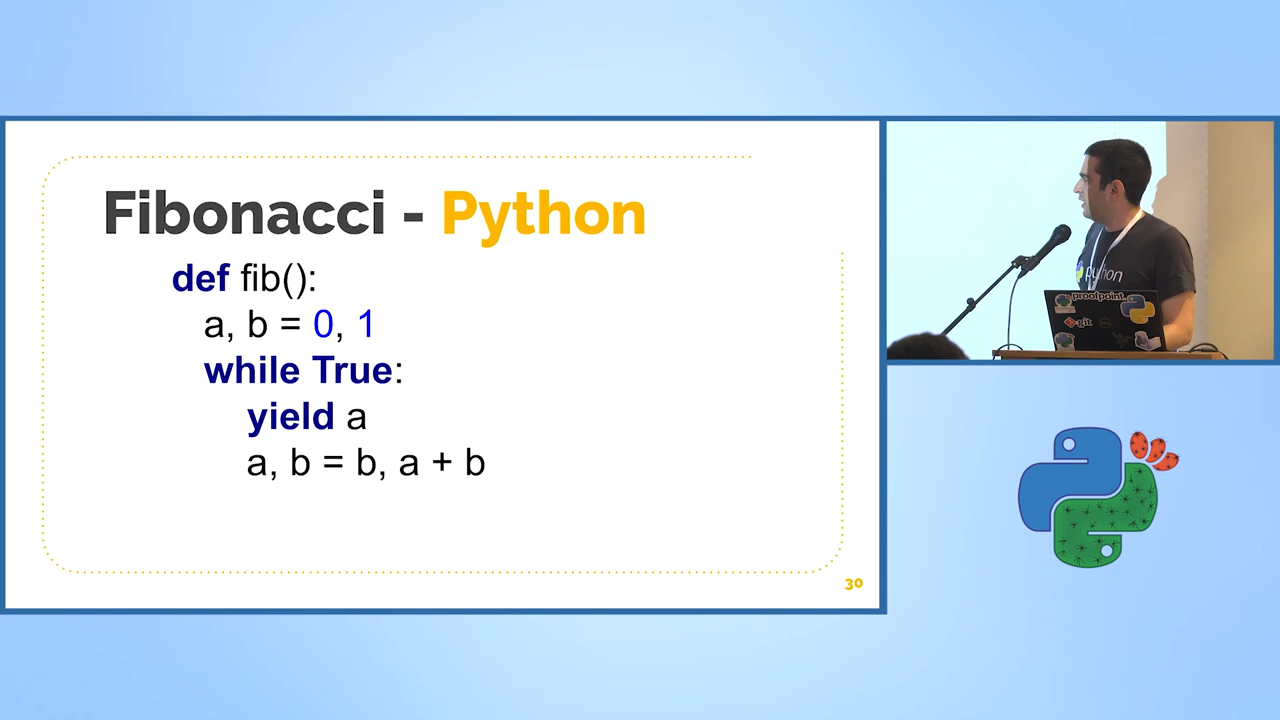 Fibonacci - Python
def fib():
a, b = 0, 1
while True:
yield a
a, b = b, a + b
30
python
proofpoint.
git